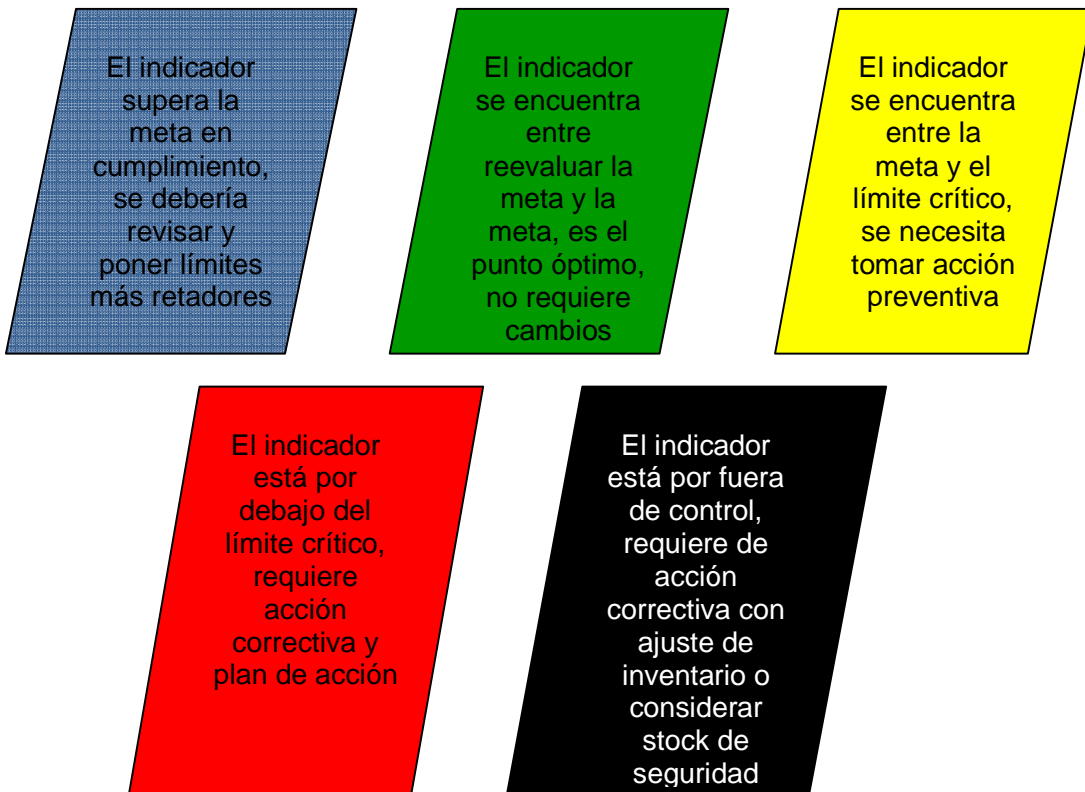 El indicador
supera la
meta en
cumplimiento,
se debería
revisar y
poner límites
más retadores
El indicador
se encuentra
entre
reevaluar la
meta y la
meta, es el
punto óptimo,
no requiere
cambios
El indicador
se encuentra
entre la
meta y el
límite crítico,
se necesita
tomar acción
preventiva
El indicador
está por
debajo del
límite crítico,
requiere
acción
correctiva y
plan de acción
El indicador
está por fuera
de control,
requiere de
acción
correctiva con
ajuste de
inventario o
considerar
stock de
seguridad